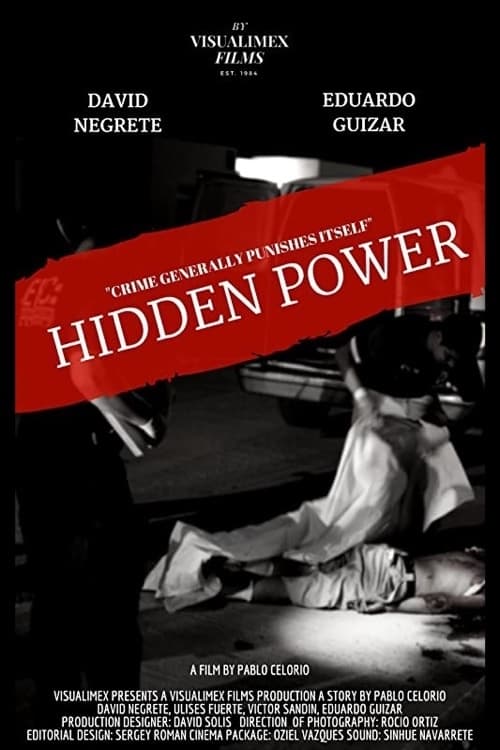 BY
VISUALIMEX
FILMS
EST. 1984
DAVID
NEGRETE
EDUARDO
GUIZAR
"CRIME GENERALLY PUNISHES ITSELF"
HIDDEN POWER
A FILM BY PABLO CELORIO
VISUALIMEX PRESENTS A VISUALIMEX FILMS PRODUCTION A STORY BY PABLO CELORIO
DAVID NEGRETE, ULISES FUERTE, VICTOR SANDIN, EDUARDO GUIZAR
PRODUCTION DESIGNER: DAVID SOLIS DIRECTION OF PHOTOGRAPHY: ROCIO ORTIZ
EDITORIAL DESIGN: SERGEY ROMAN CINEMA PACKAGE: OZIEL VAZQUES SOUND: SINHUE NAVARRETE